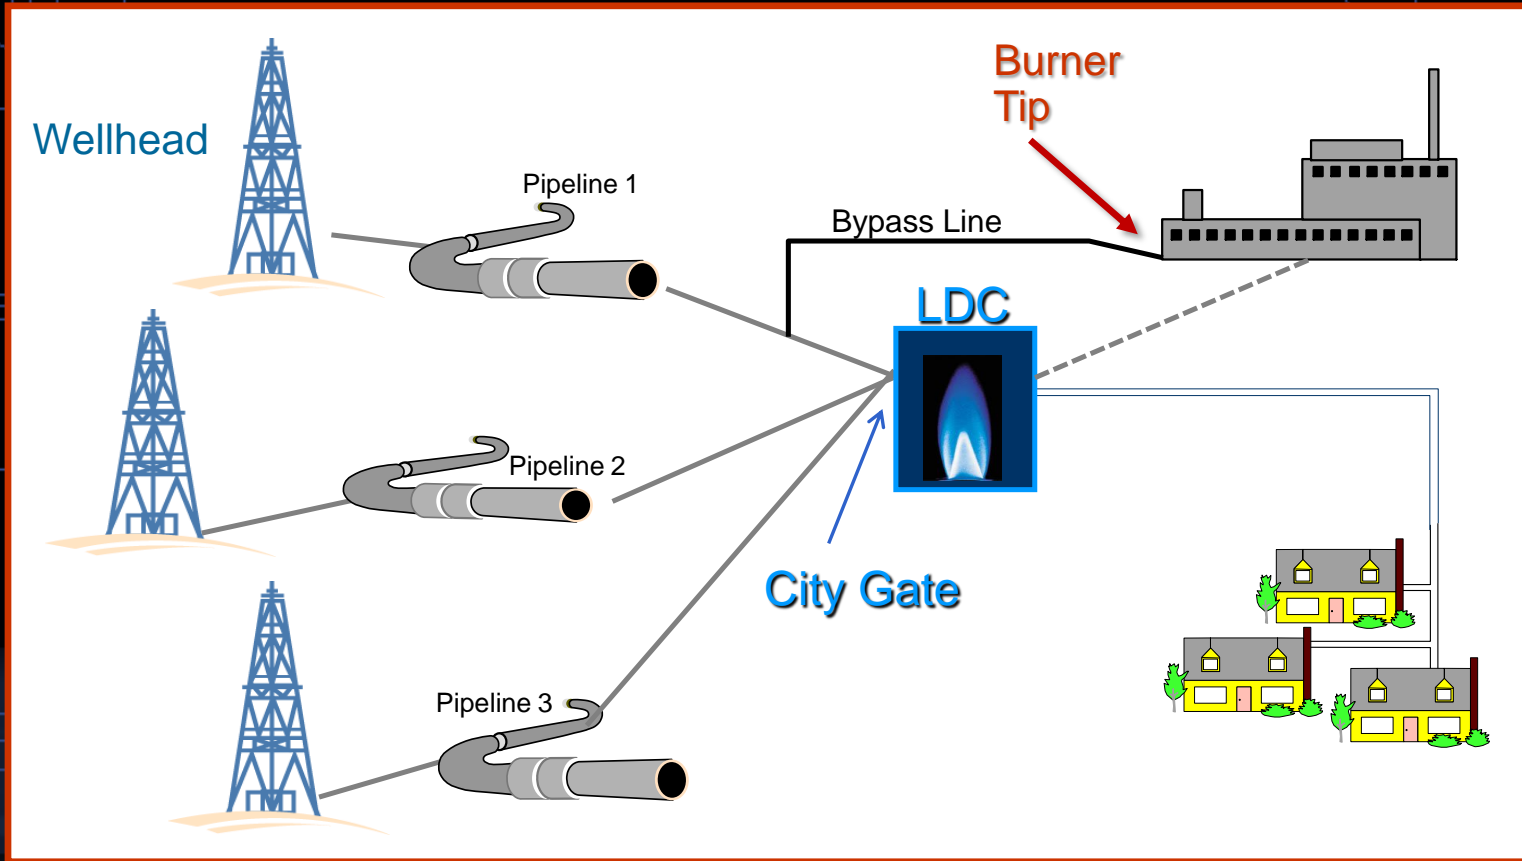 Burner
Tip
Wellhead
Pipeline 1
Bypass Line
LDC
Pipeline 2
City Gate
Pipeline 3